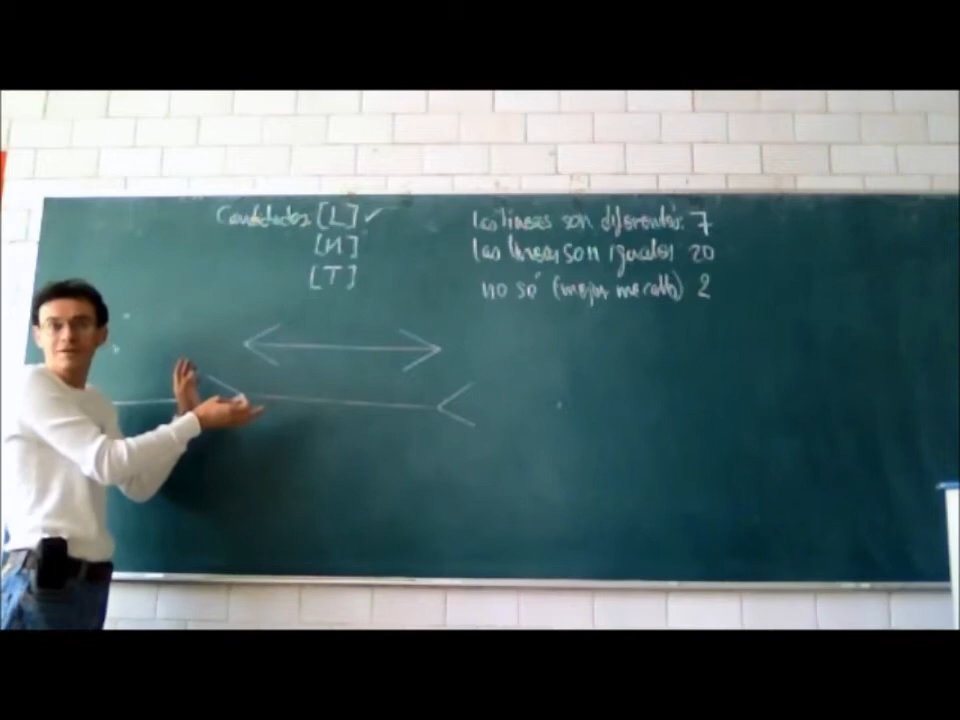 Candidatos [L] ✓
[N]
[T]
las lineas son diferentes: 7
las lineas son iguales 20
no sé (mejor me callo) 2